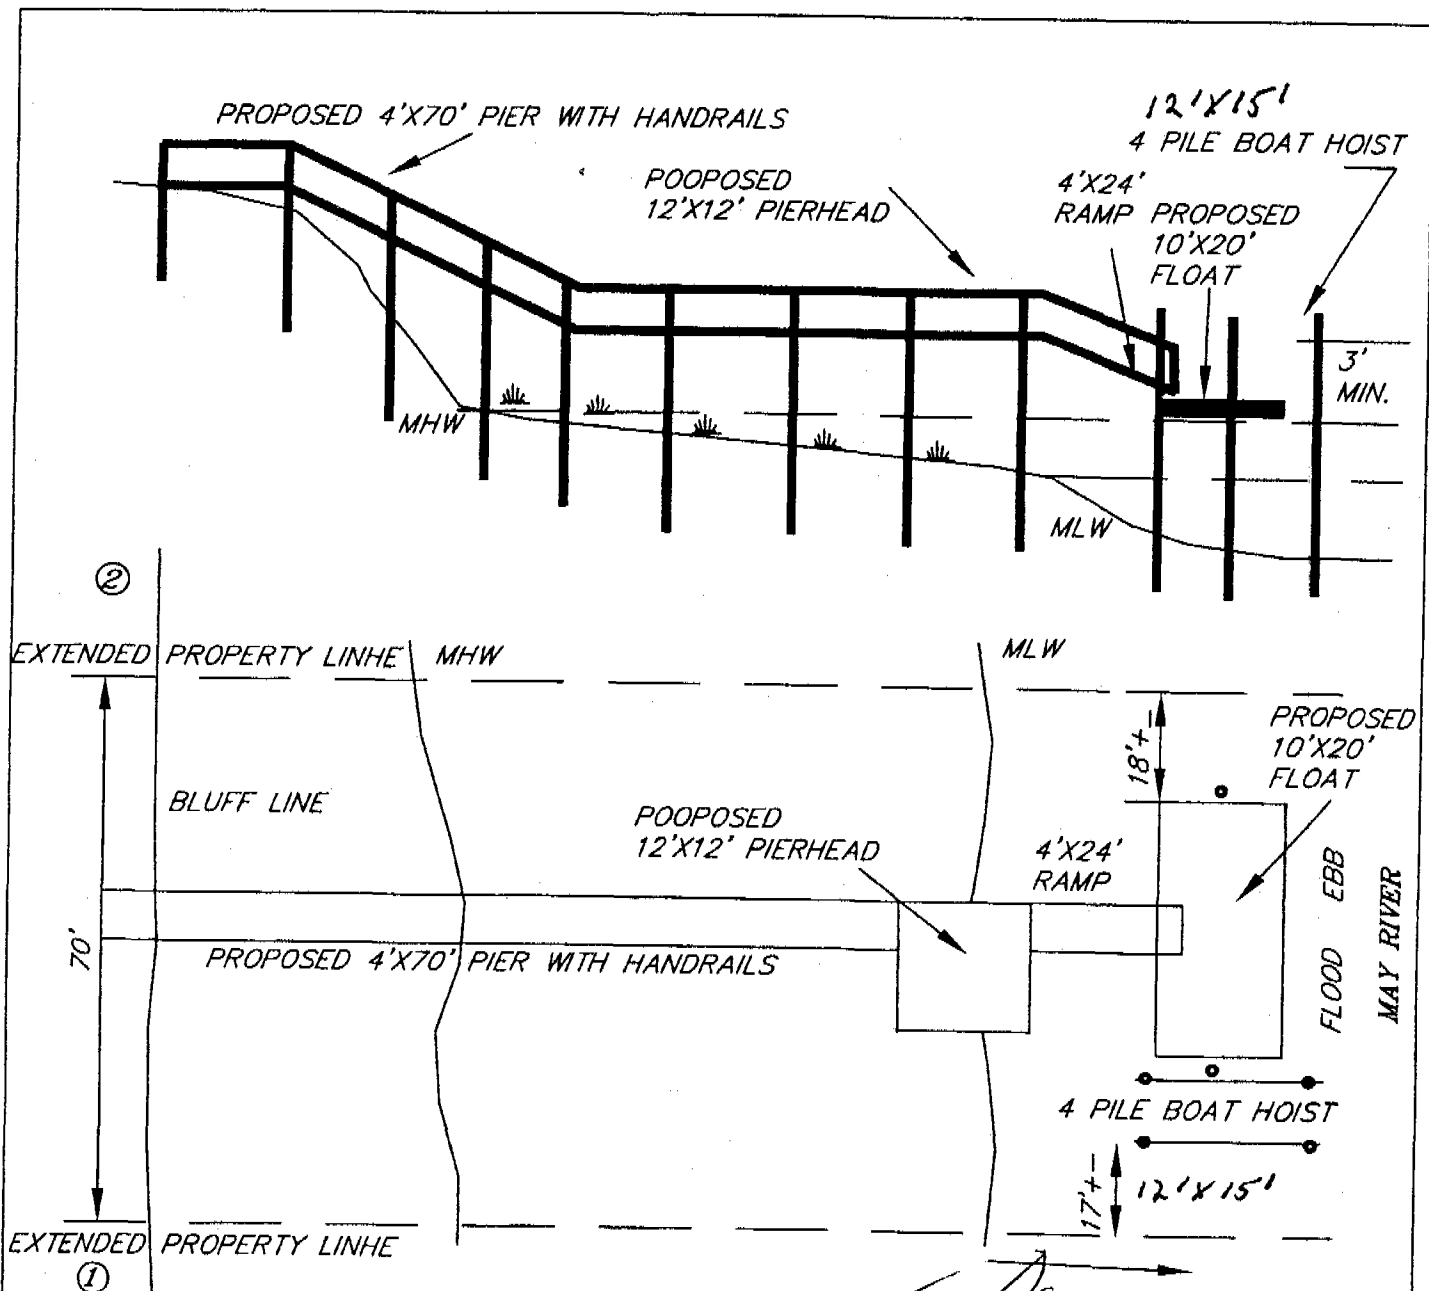 12'X15'
PROPOSED 4'X70' PIER WITH HANDRAILS
4 PILE BOAT HOIST
POOPOSED
12'X12' PIERHEAD
4'X24'
RAMP
PROPOSED
10'X20'
FLOAT
3'
MIN.
MHW
MLW
②
EXTENDED PROPERTY LINHE
MHW
MLW
18'+-
PROPOSED
10'X20'
FLOAT
BLUFF LINE
POOPOSED
12'X12' PIERHEAD
4'X24'
RAMP
FLOOD EBB
MAY RIVER
70'
PROPOSED 4'X70' PIER WITH HANDRAILS
4 PILE BOAT HOIST
17'+-
12'X15'
EXTENDED PROPERTY LINHE
①